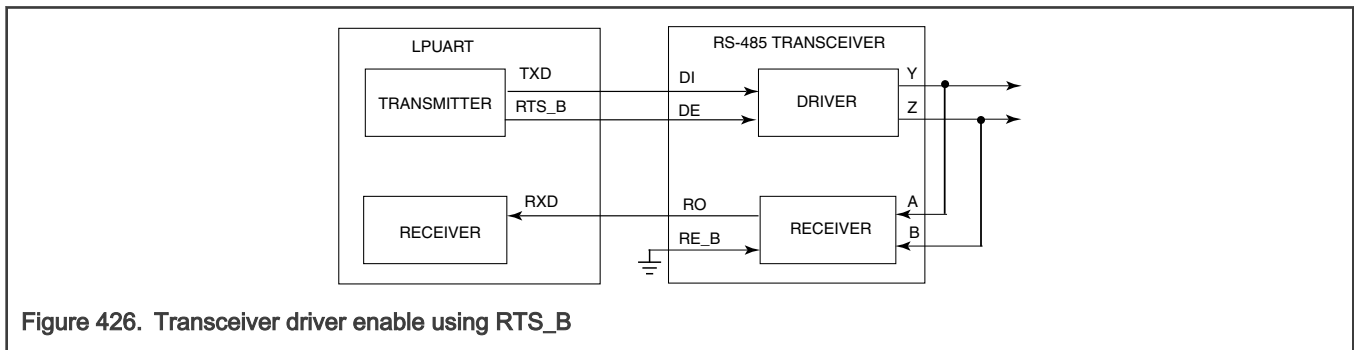 LPUART
RS-485 TRANSCEIVER
TXD
DI
Y
TRANSMITTER
DRIVER
RTS_B
DE
Z
RXD
RO
A
RECEIVER
RECEIVER
RE_B
B
Figure 426. Transceiver driver enable using RTS_B